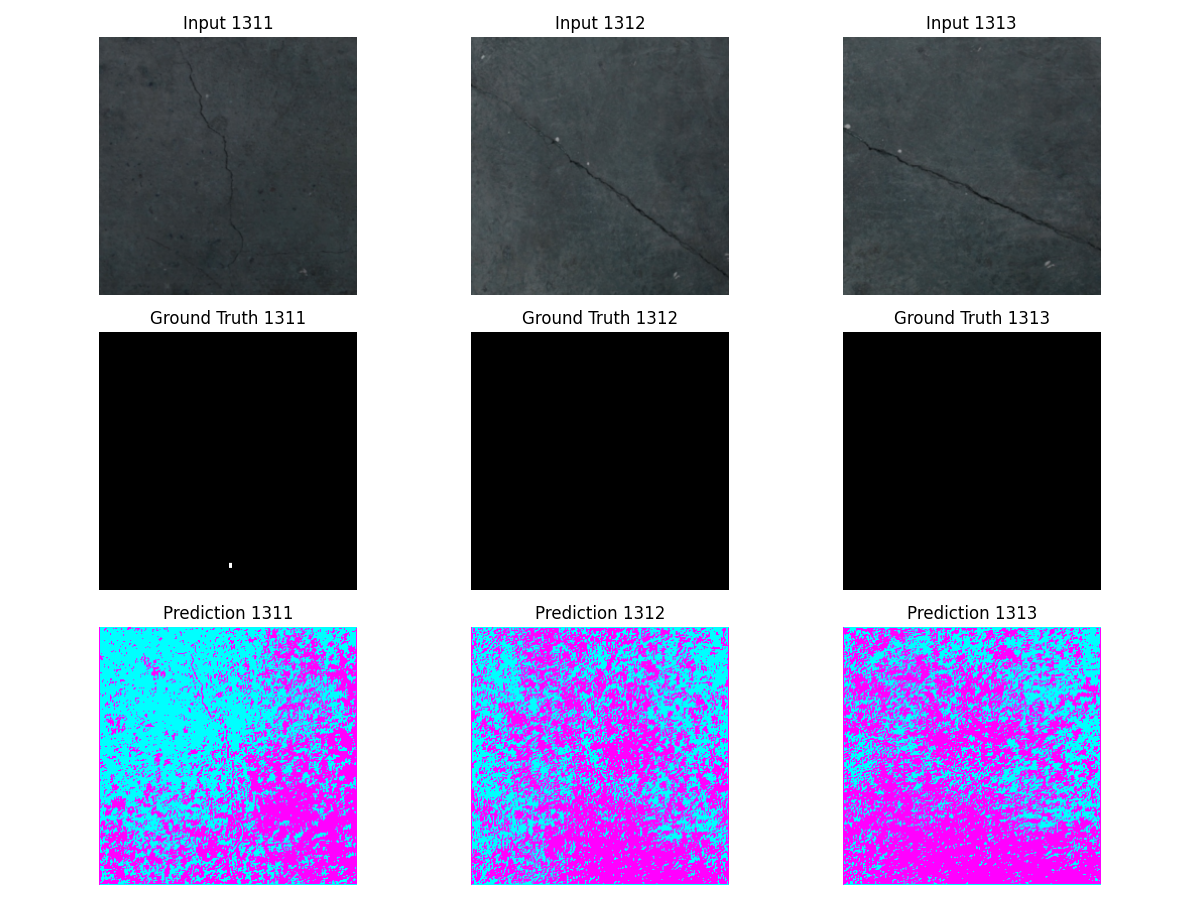 Input 1311
Input 1312
Input 1313
Ground Truth 1311
Ground Truth 1312
Ground Truth 1313
Prediction 1311
Prediction 1312
Prediction 1313